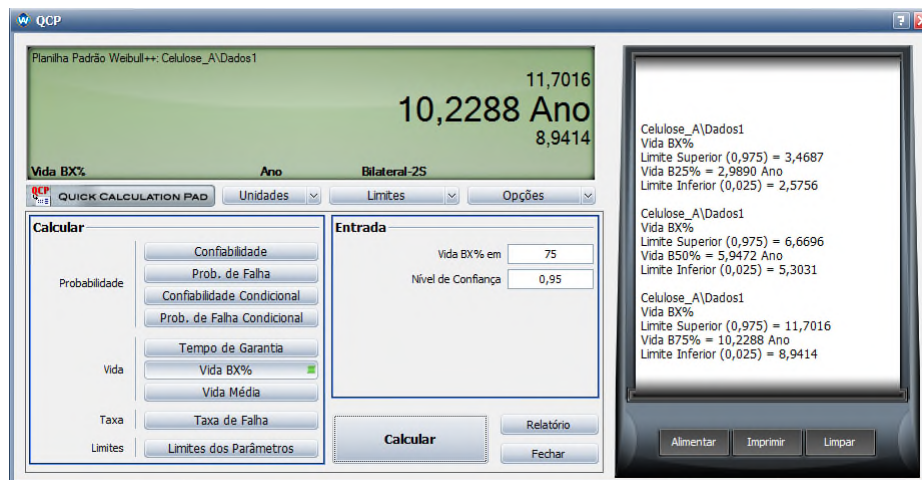 QCP
Planilha Padrão Weibull++: Celulose_A\Dados1
11,7016
10,2288 Ano
8,9414
Vida BX% Ano Bilateral-2S
QCP QUICK CALCULATION PAD Unidades Limites Opções
Calcular
Probabilidade
Confiabilidade
Prob. de Falha
Confiabilidade Condicional
Prob. de Falha Condicional
Vida
Tempo de Garantia
Vida BX%
Vida Média
Taxa Taxa de Falha
Limites Limites dos Parâmetros
Entrada
Vida BX% em 75
Nível de Confiança 0,95
Calcular
Relatório
Fechar
Celulose_A\Dados1
Vida BX%
Limite Superior (0,975) = 3,4687
Vida B25% = 2,9890 Ano
Limite Inferior (0,025) = 2,5756
Celulose_A\Dados1
Vida BX%
Limite Superior (0,975) = 6,6696
Vida B50% = 5,9472 Ano
Limite Inferior (0,025) = 5,3031
Celulose_A\Dados1
Vida BX%
Limite Superior (0,975) = 11,7016
Vida B75% = 10,2288 Ano
Limite Inferior (0,025) = 8,9414
Alimentar Imprimir Limpar